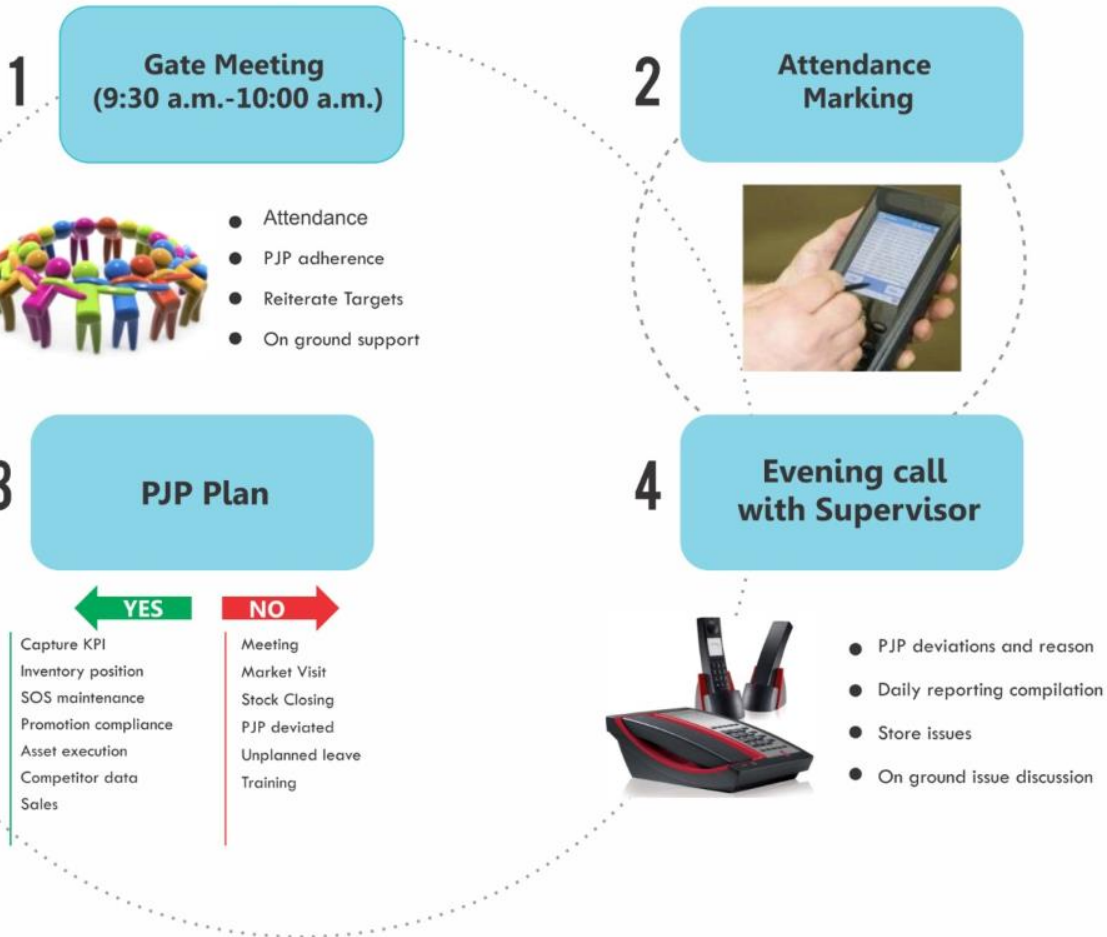 1
Gate Meeting
(9:30 a.m.-10:00 a.m.)
● Attendance
● PJP adherence
● Reiterate Targets
● On ground support
2
Attendance
Marking
3
PJP Plan
YES
Capture KPI
Inventory position
SOS maintenance
Promotion compliance
Asset execution
Competitor data
Sales
NO
Meeting
Market Visit
Stock Closing
PJP deviated
Unplanned leave
Training
4
Evening call
with Supervisor
● PJP deviations and reason
● Daily reporting compilation
● Store issues
● On ground issue discussion